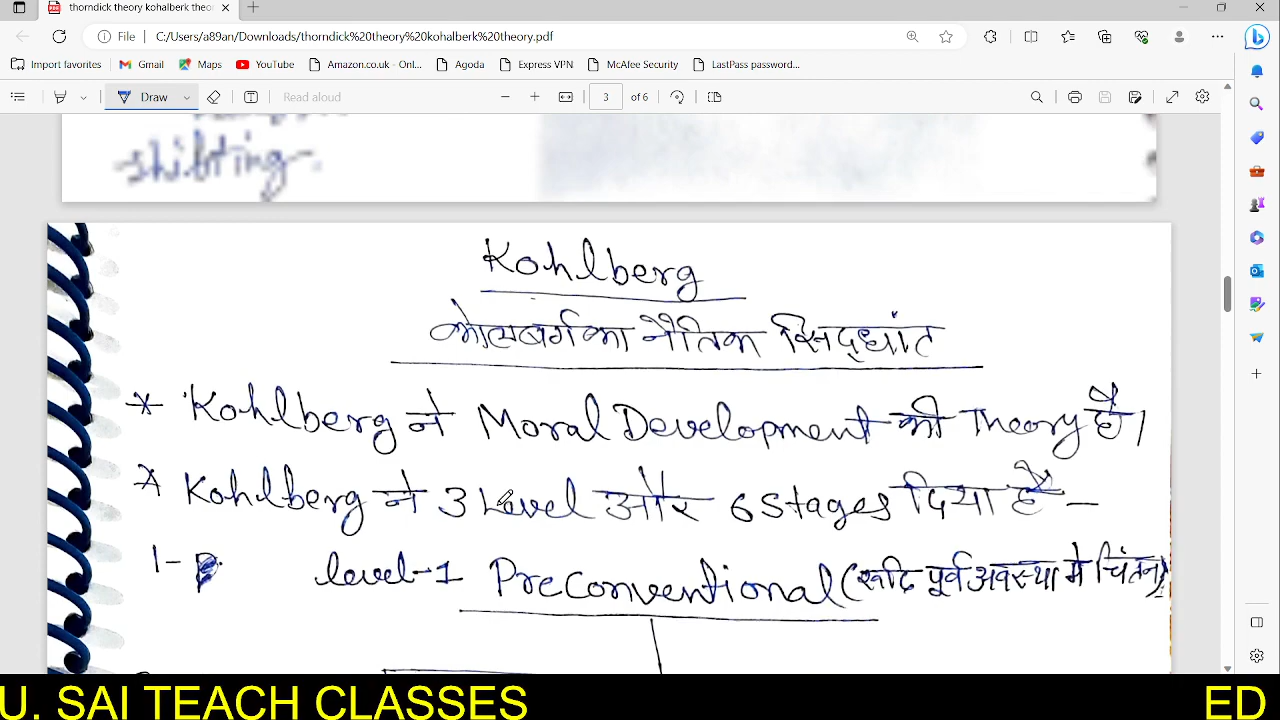 thorndick theory kohalberk theo
File C:/Users/a89an/Downloads/thorndick%20theory%20kohalberk%20theory.pdf
Import favorites Gmail Maps YouTube Amazon.co.uk - Onl... Agoda Express VPN McAfee Security LastPass password...
Draw Read aloud 3 of 6
shibting
Kohlberg
कोलबर्ग का नैतिक सिद्धांत
* Kohlberg ने Moral Development की Theory है।
* Kohlberg ने 3 Level और 6 Stages दिया है –
1- level-1 PreConventional (रूढि पूर्व अवस्था मे चिंतन)
U. SAI TEACH CLASSES ED